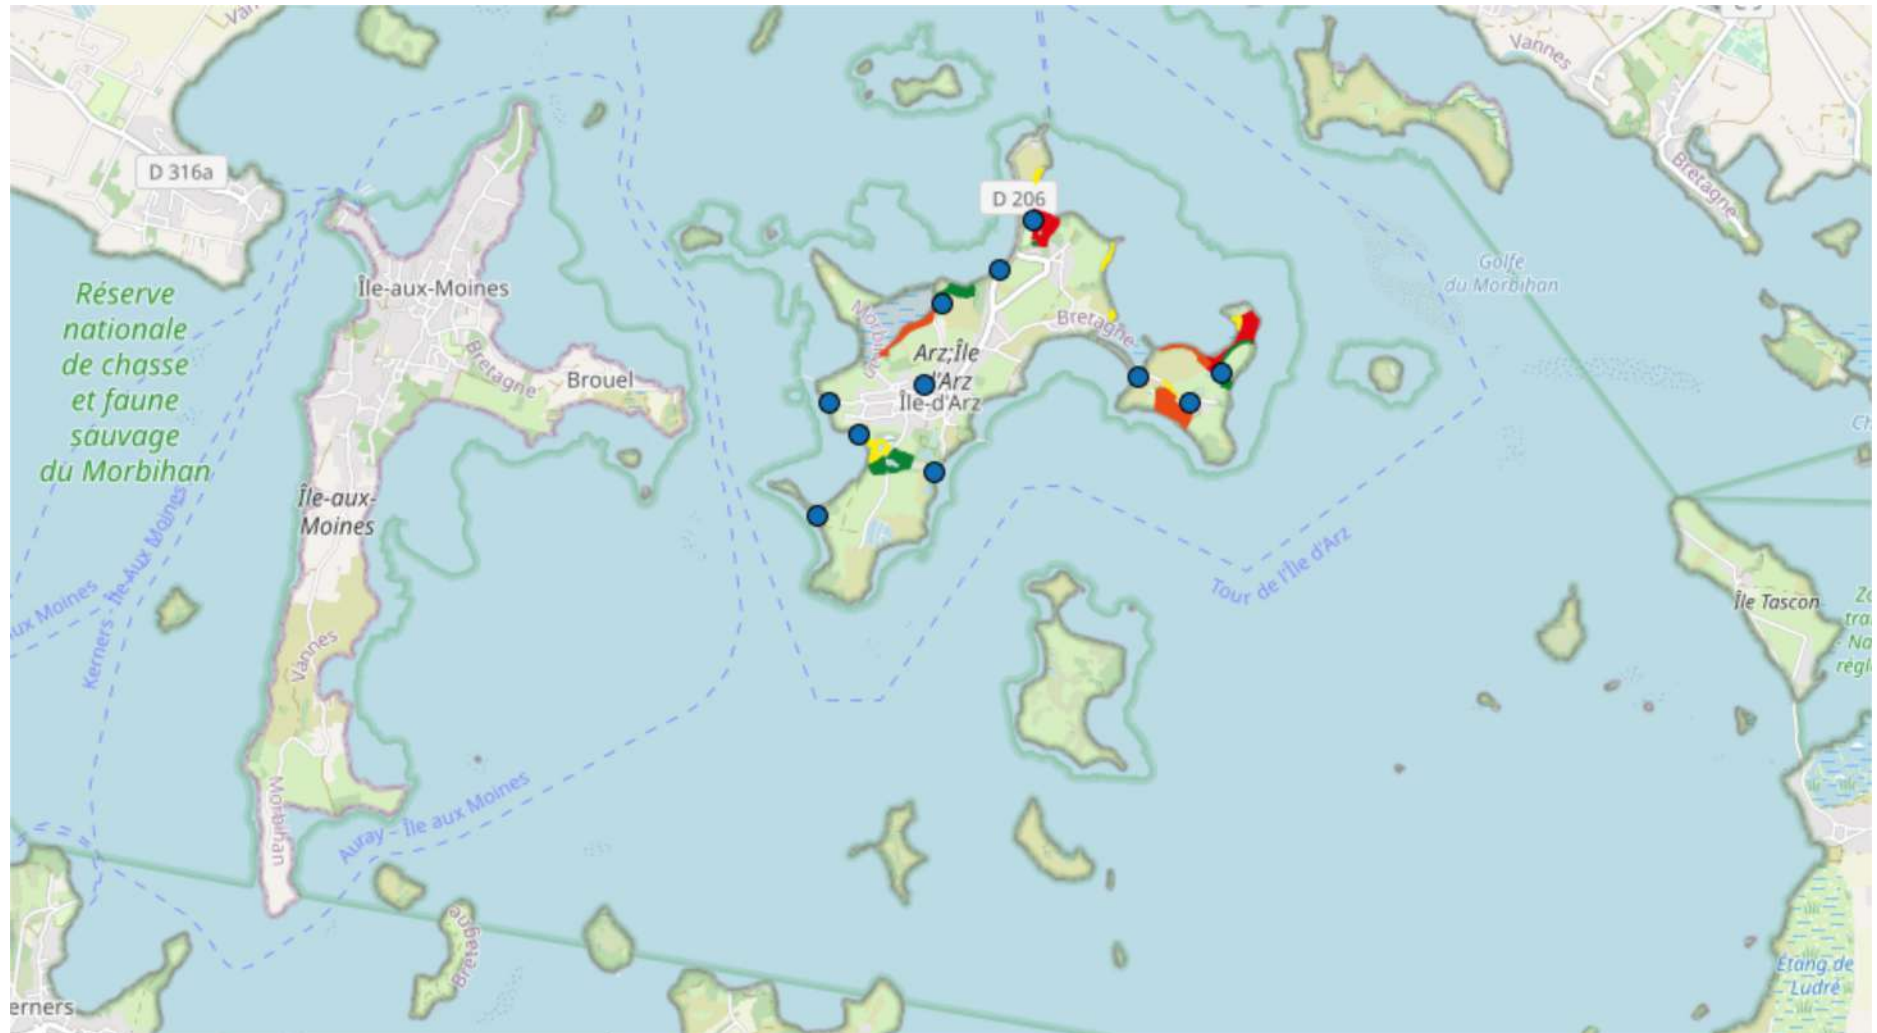 Vannes
D 316a
D 206
Bretagne
Golfe
du Morbihan
Réserve
nationale
de chasse
et faune
sauvage
du Morbihan
Île-aux-Moines
Bretagne
Brouel
Île-aux-
Moines
Morbihan
Bretagne
Arz;Île
d'Arz
Île-d'Arz
Kerners – Île-Aux Moines
aux Moines
Vannes
Morbihan
Auray – Île aux Moines
Tour de l'Île d'Arz
Île Tascon
Bretagne
Étang de
Ludré
erners